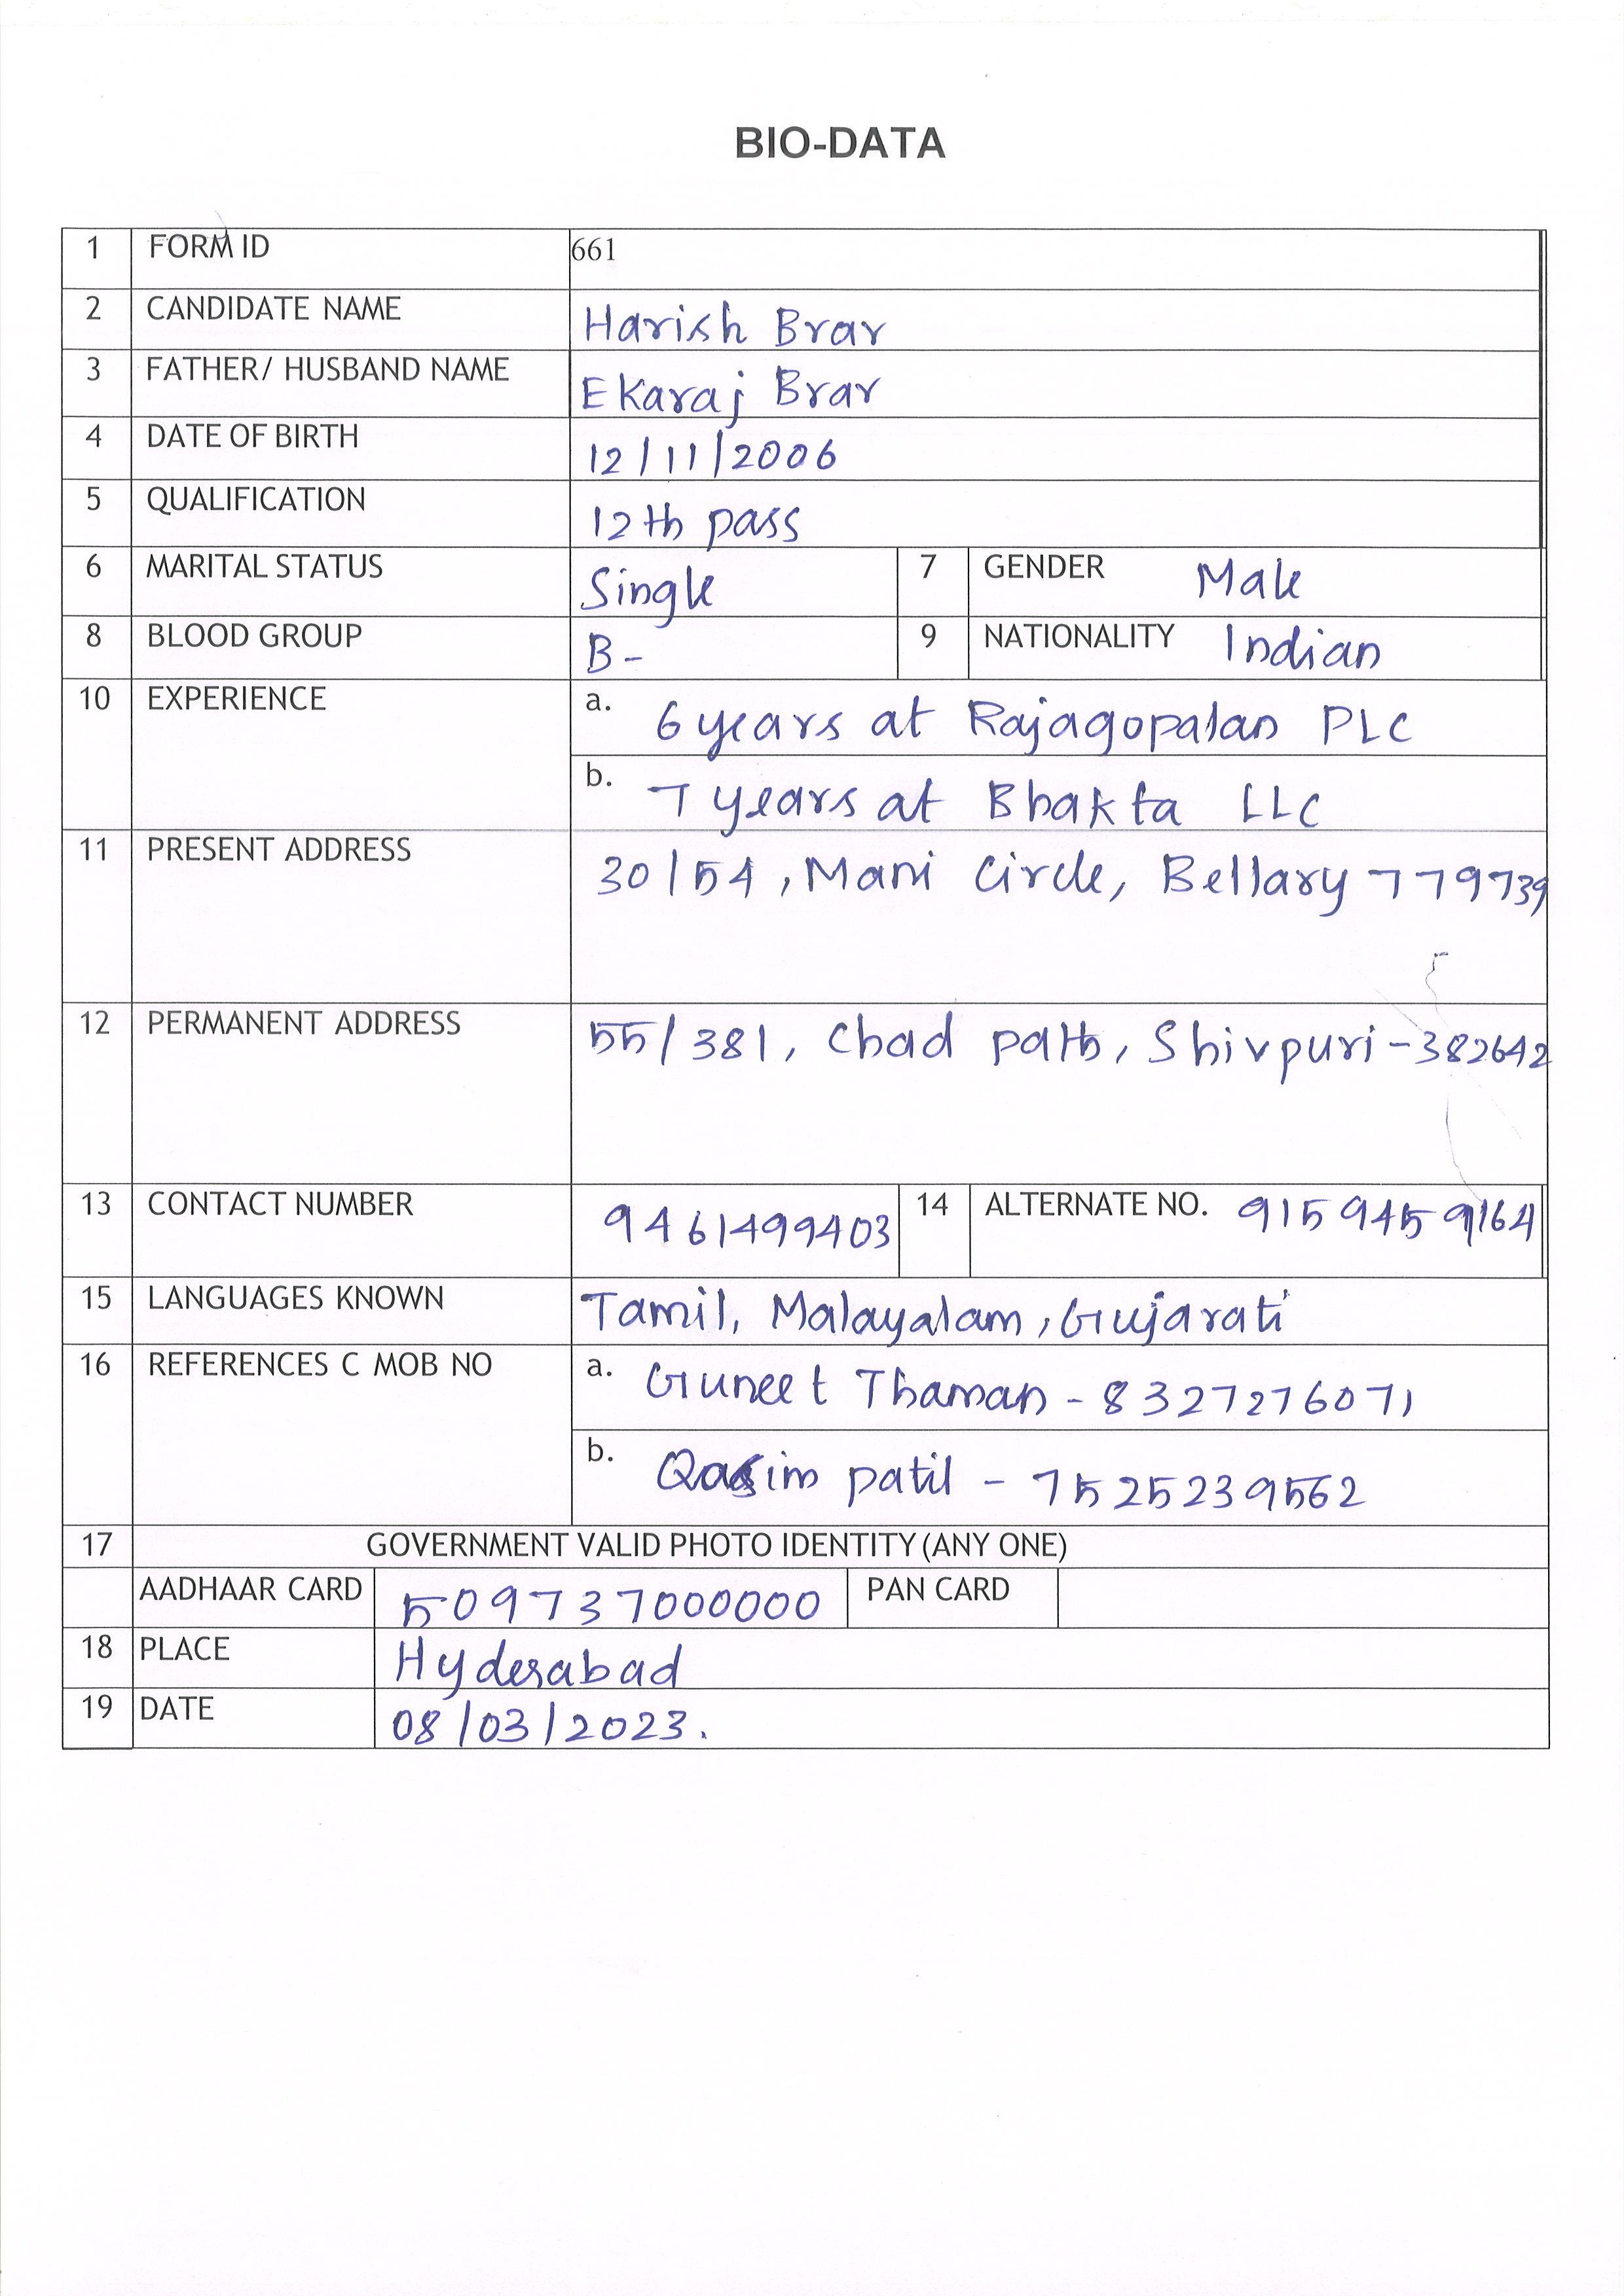 BIO-DATA
1 FORM ID 661
2 CANDIDATE NAME Harish Brar
3 FATHER/ HUSBAND NAME Ekaraj Brar
4 DATE OF BIRTH 12/11/2006
5 QUALIFICATION 12th pass
6 MARITAL STATUS Single 7 GENDER Male
8 BLOOD GROUP B- 9 NATIONALITY Indian
10 EXPERIENCE a. 6 years at Rajagopalan PLC
b. 7 years at Bhakta LLC
11 PRESENT ADDRESS 30/54, Mani Circle, Bellary 779739
12 PERMANENT ADDRESS 55/381, Chad path, Shivpuri-382642
13 CONTACT NUMBER 9461499403 14 ALTERNATE NO. 9159459164
15 LANGUAGES KNOWN Tamil, Malayalam, Gujarati
16 REFERENCES C MOB NO a. Guneet Thaman - 8327276071
b. Qasim patil - 7525239562
17 GOVERNMENT VALID PHOTO IDENTITY (ANY ONE)
AADHAAR CARD 509737000000 PAN CARD
18 PLACE Hyderabad
19 DATE 08/03/2023.